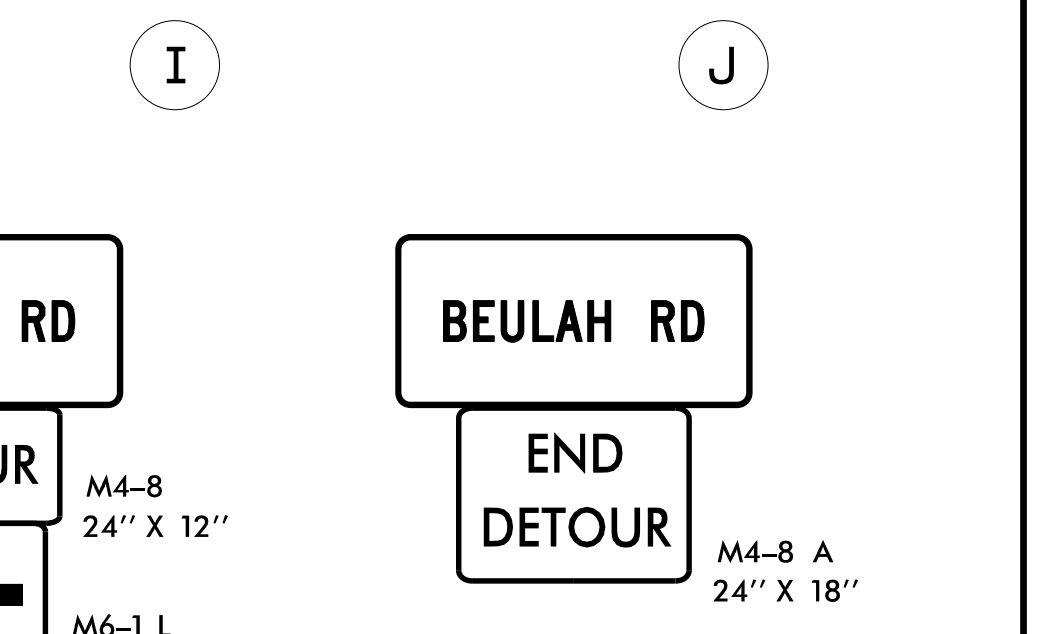 I
J
RD
BEULAH RD
UR
END
DETOUR
M4-8
24'' X 12''
M4-8 A
24'' X 18''
M6-1 L